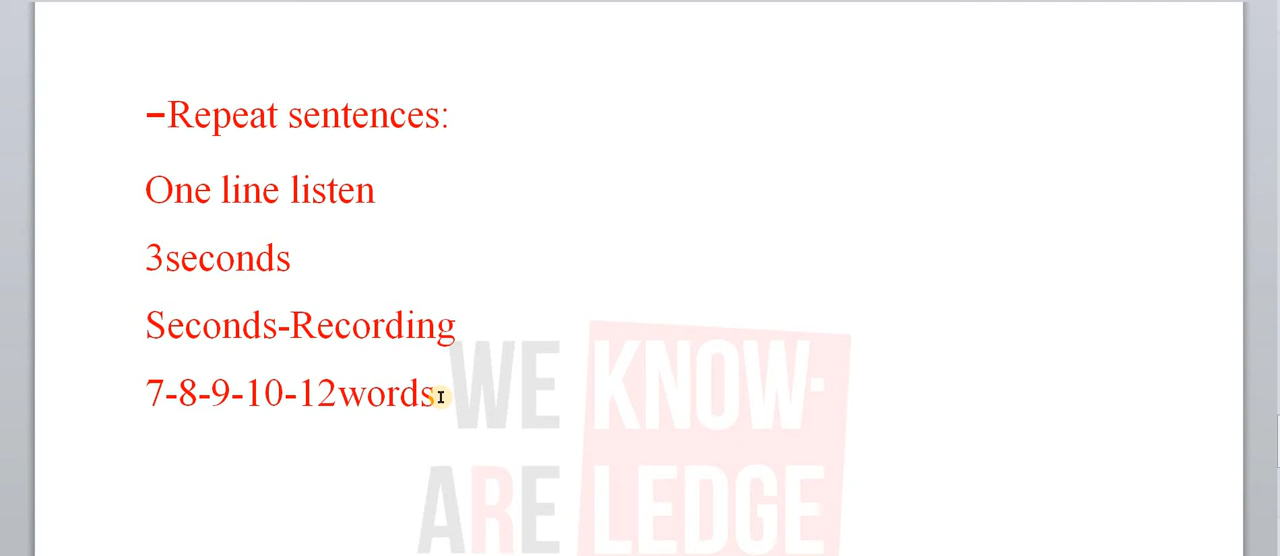 –Repeat sentences:
One line listen
3seconds
Seconds-Recording
7-8-9-10-12words
WE KNOW-
ARE LEDGE